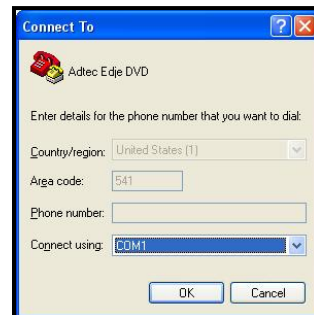 Connect To
Adtec Edje DVD
Enter details for the phone number that you want to dial:
Country/region: United States (1)
Area code: 541
Phone number:
Connect using: COM1
OK Cancel